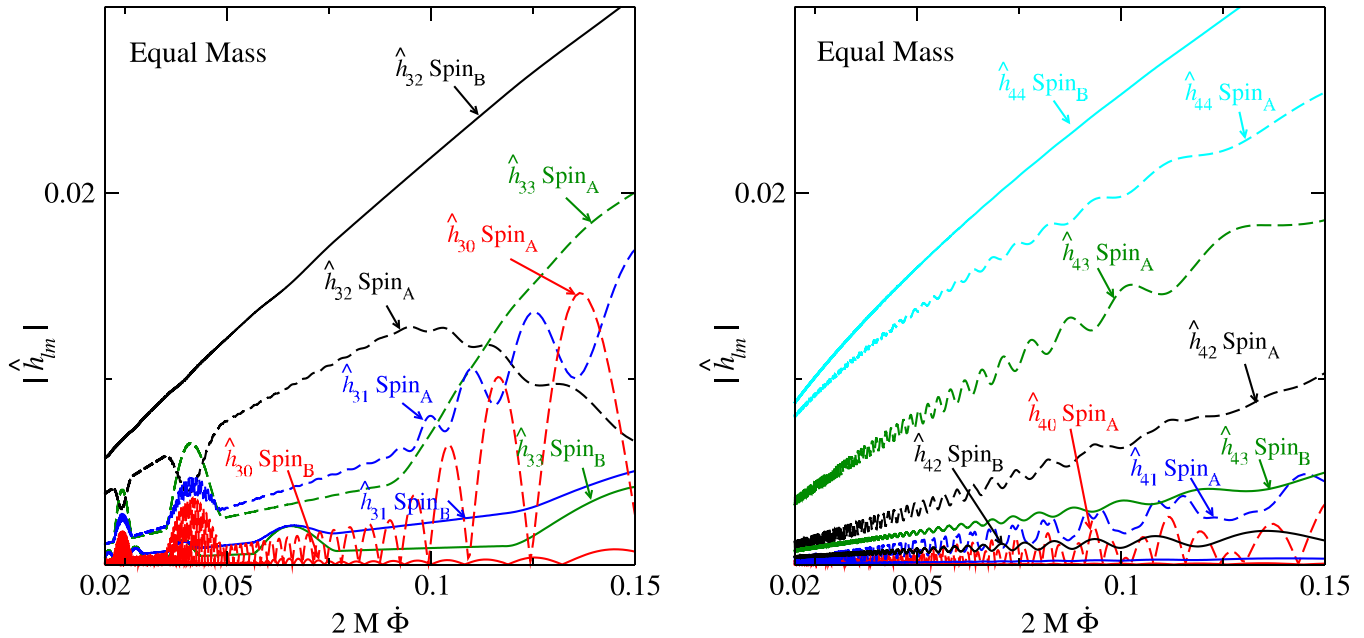 Equal Mass
ĥ32 SpinB
ĥ33 SpinA
0.02
ĥ30 SpinA
ĥ32 SpinA
|ĥlm|
ĥ31 SpinA
ĥ30 SpinB
ĥ33 SpinB
ĥ31 SpinB
0.02 0.05 0.1 0.15
2 M Φ̇
Equal Mass
ĥ44 SpinB
ĥ44 SpinA
0.02
ĥ43 SpinA
|ĥlm|
ĥ42 SpinA
ĥ40 SpinA
ĥ42 SpinB
ĥ43 SpinB
ĥ41 SpinA
0.02 0.05 0.1 0.15
2 M Φ̇